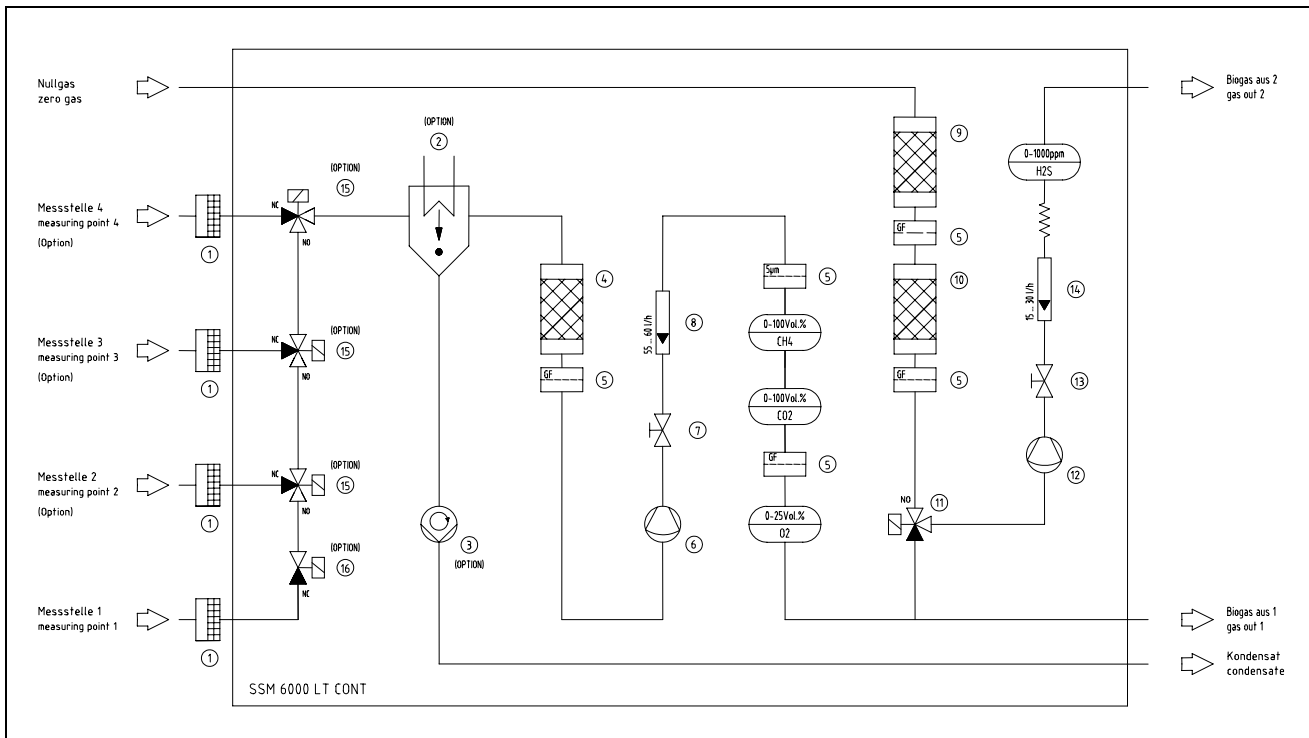 Nullgas
zero gas
Biogas aus 2
gas out 2
(OPTION)
2
9
0-1000ppm
H2S
(OPTION)
15
Messstelle 4
measuring point 4
(Option)
NC
NO
1
GF
5
4
5µm
5
10
15 ... 30 l/h
14
8
55 ... 60 l/h
0-100Vol.%
CH4
Messstelle 3
measuring point 3
(Option)
NC
NO
(OPTION)
15
1
GF
5
GF
5
13
0-100Vol.%
CO2
7
Messtelle 2
measuring point 2
(Option)
NC
NO
(OPTION)
15
1
GF
5
12
NO
11
0-25Vol.%
O2
3
(OPTION)
6
(OPTION)
16
NC
Messstelle 1
measuring point 1
1
Biogas aus 1
gas out 1
Kondensat
condensate
SSM 6000 LT CONT